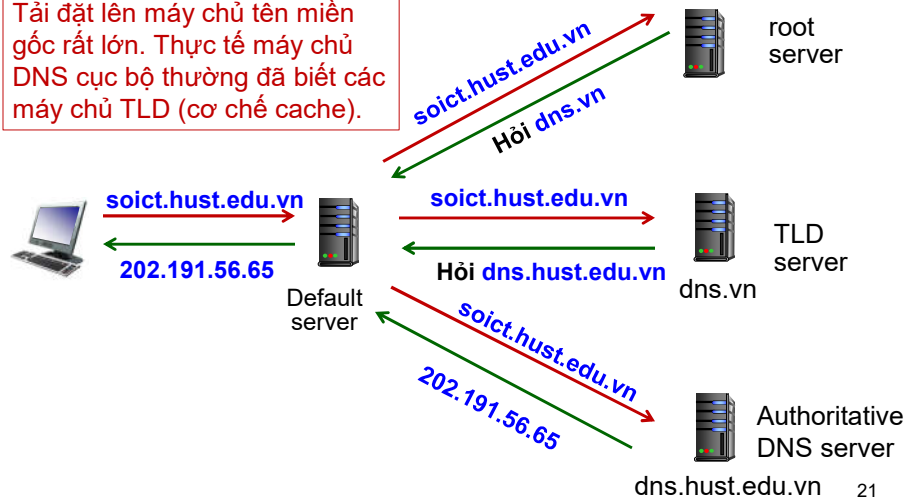 Tải đặt lên máy chủ tên miền
gốc rất lớn. Thực tế máy chủ
DNS cục bộ thường đã biết các
máy chủ TLD (cơ chế cache).
soict.hust.edu.vn
Hỏi dns.vn
root
server
soict.hust.edu.vn
202.191.56.65
Default
server
soict.hust.edu.vn
Hỏi dns.hust.edu.vn
TLD
server
dns.vn
soict.hust.edu.vn
202.191.56.65
Authoritative
DNS server
dns.hust.edu.vn
21